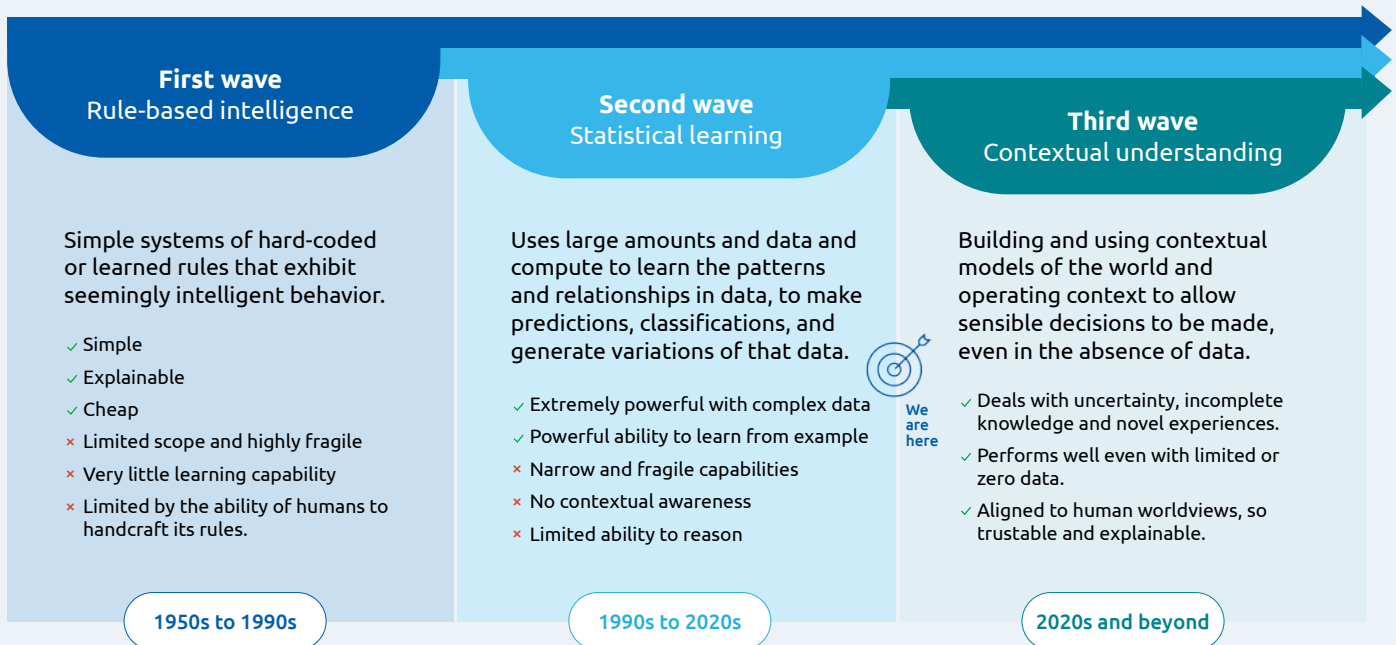 First wave
Rule-based intelligence
Simple systems of hard-coded
or learned rules that exhibit
seemingly intelligent behavior.
✓ Simple
✓ Explainable
✓ Cheap
× Limited scope and highly fragile
× Very little learning capability
× Limited by the ability of humans to
handcraft its rules.
1950s to 1990s
Second wave
Statistical learning
Uses large amounts and data and
compute to learn the patterns
and relationships in data, to make
predictions, classifications, and
generate variations of that data.
✓ Extremely powerful with complex data
✓ Powerful ability to learn from example
× Narrow and fragile capabilities
× No contextual awareness
× Limited ability to reason
1990s to 2020s
We
are
here
Third wave
Contextual understanding
Building and using contextual
models of the world and
operating context to allow
sensible decisions to be made,
even in the absence of data.
✓ Deals with uncertainty, incomplete
knowledge and novel experiences.
✓ Performs well even with limited or
zero data.
✓ Aligned to human worldviews, so
trustable and explainable.
2020s and beyond